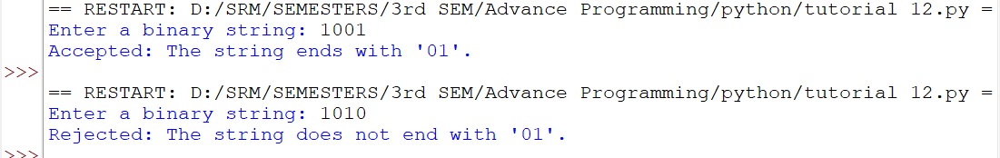 == RESTART: D:/SRM/SEMESTERS/3rd SEM/Advance Programming/python/tutorial 12.py =
Enter a binary string: 1001
Accepted: The string ends with '01'.
>>>
== RESTART: D:/SRM/SEMESTERS/3rd SEM/Advance Programming/python/tutorial 12.py =
Enter a binary string: 1010
Rejected: The string does not end with '01'.
>>>